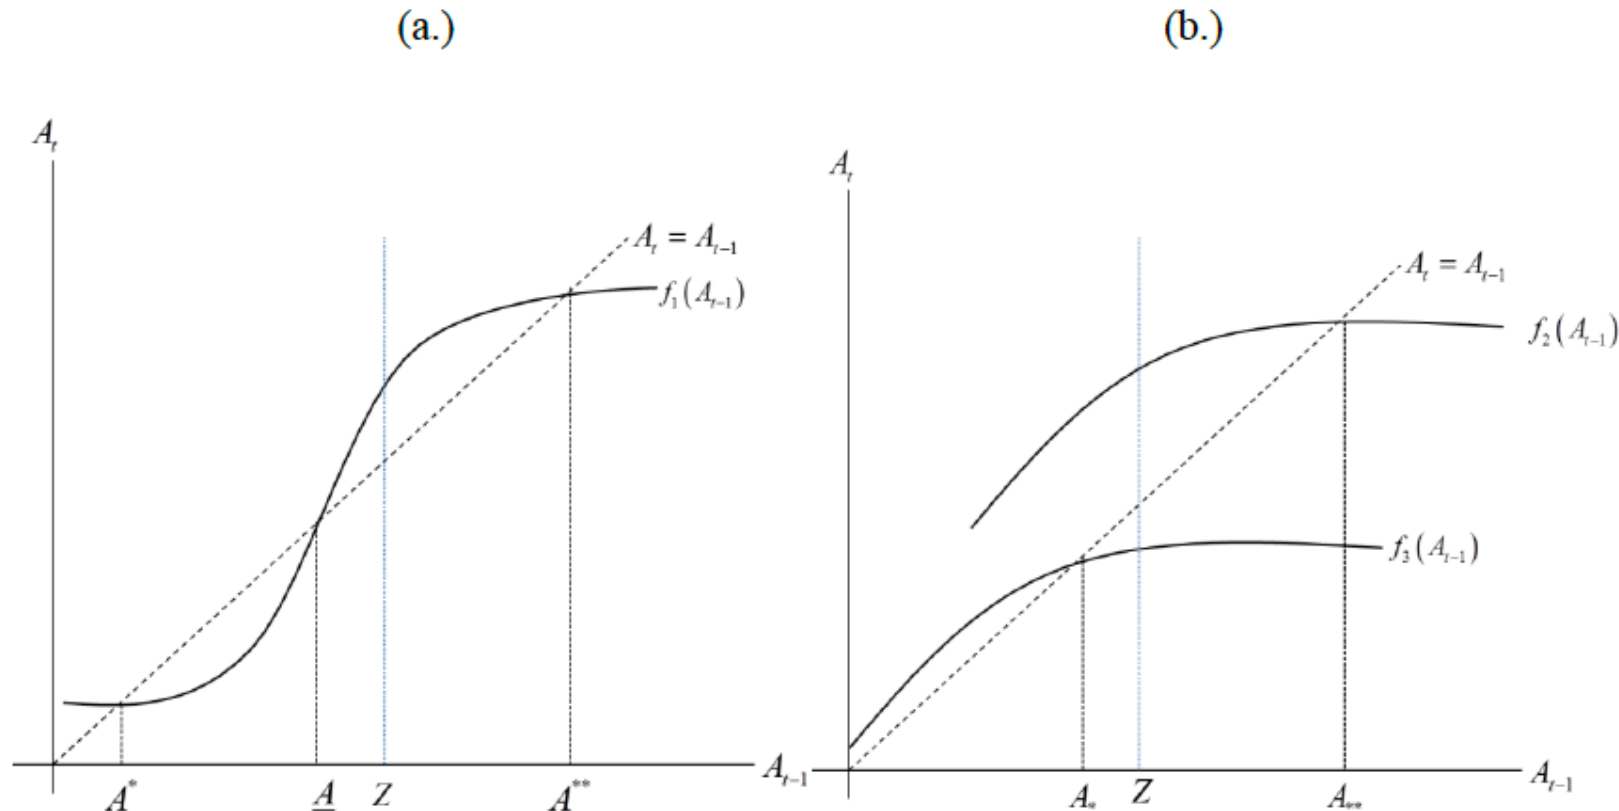 (a.)
A_t
A_t = A_{t-1}
f_1(A_{t-1})
A_{t-1}
A^*
A̲
Z
A^{**}
(b.)
A_t
A_t = A_{t-1}
f_2(A_{t-1})
f_3(A_{t-1})
A_{t-1}
A_*
Z
A_{**}